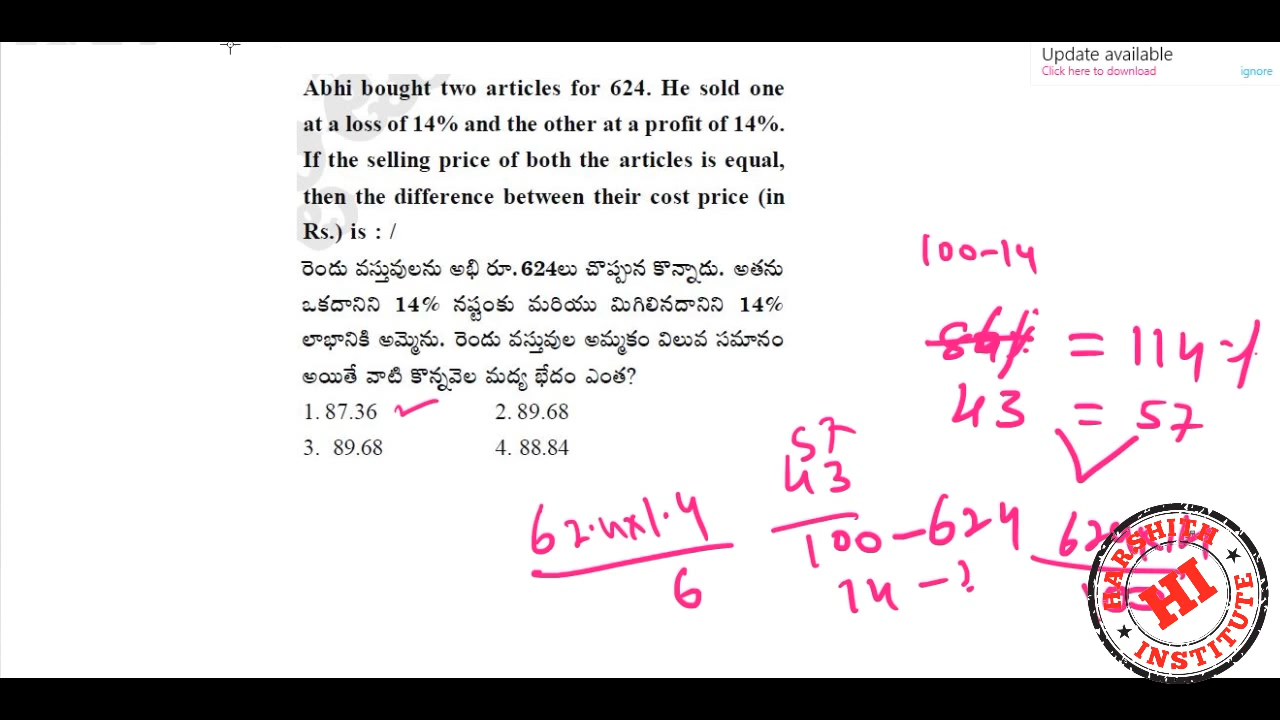 Update available
Click here to download
ignore
Abhi bought two articles for 624. He sold one
at a loss of 14% and the other at a profit of 14%.
If the selling price of both the articles is equal,
then the difference between their cost price (in
Rs.) is : /
రెండు వస్తువులను అభి రూ.624లు చొప్పున కొన్నాడు. అతను
ఒకదానిని 14% నష్టంకు మరియు మిగిలినదానిని 14%
లాభానికి అమ్మెను. రెండు వస్తువుల అమ్మకం విలువ సమానం
అయితే వాటి కొన్నవెల మద్య భేదం ఎంత?
1. 87.36 2. 89.68
3. 89.68 4. 88.84
100-14
86% = 114%
43 = 57
57
43
100 - 624
14 - ?
62.4x1.4
6
HARSHITH
HI
INSTITUTE